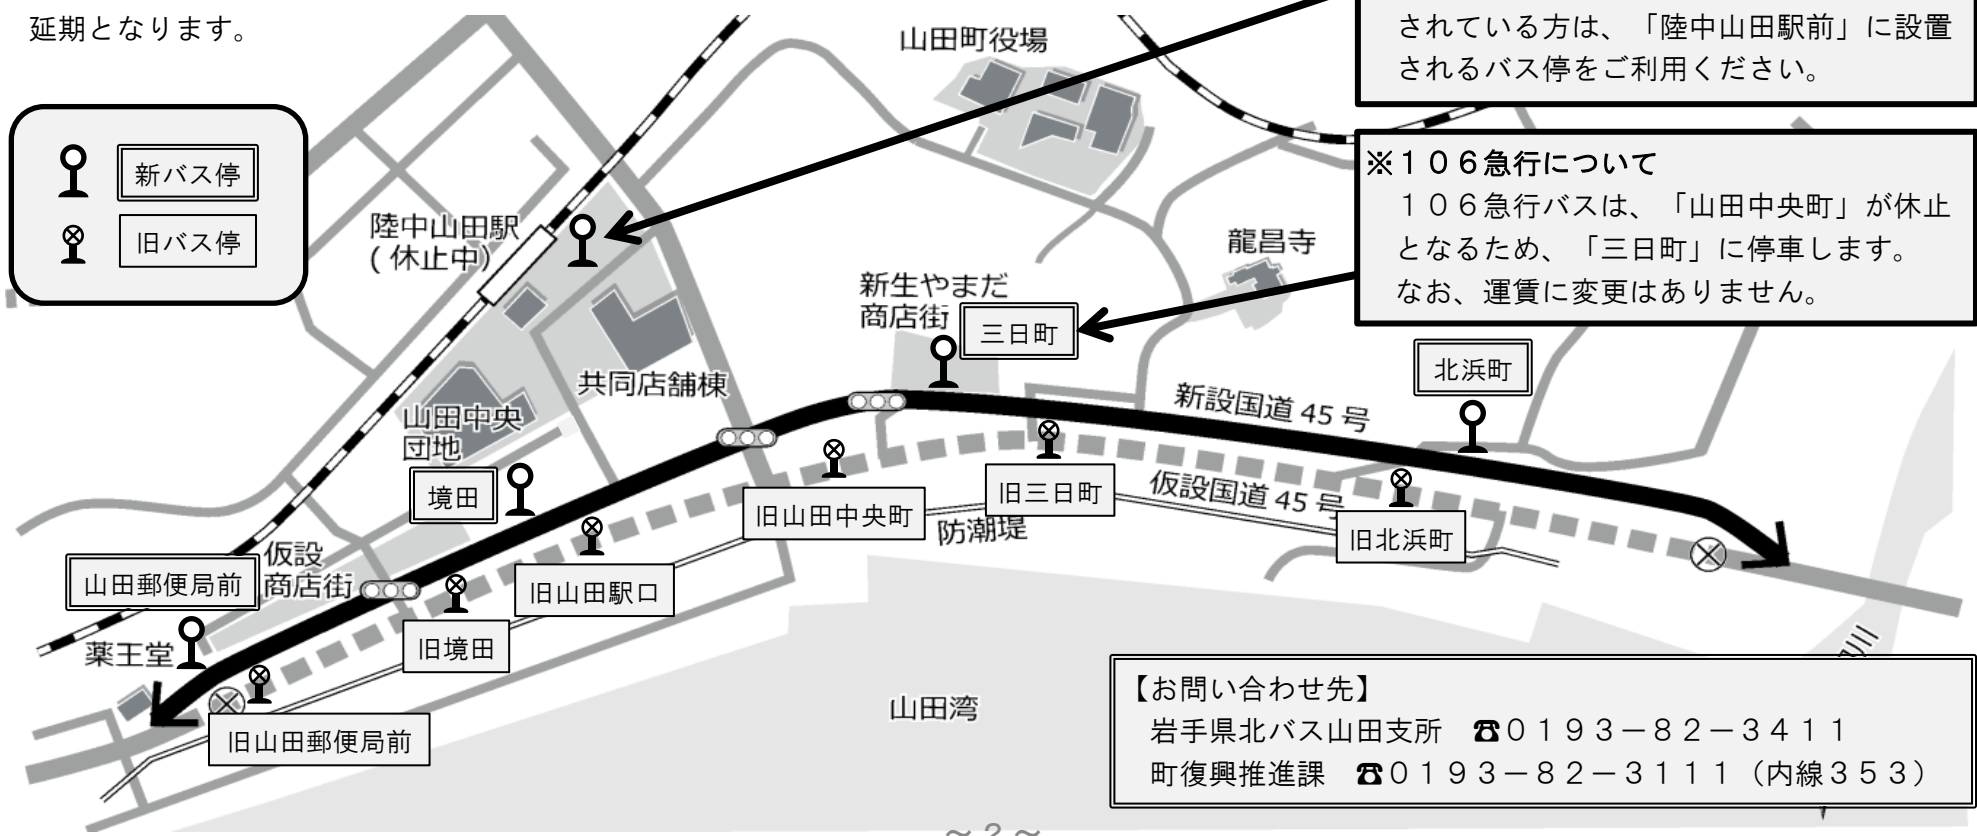 延期となります。
されている方は、「陸中山田駅前」に設置
されるバス停をご利用ください。
山田町役場
新バス停
旧バス停
※１０６急行について
１０６急行バスは、「山田中央町」が休止
となるため、「三日町」に停車します。
なお、運賃に変更はありません。
陸中山田駅
（休止中）
龍昌寺
新生やまだ
商店街
三日町
北浜町
共同店舗棟
新設国道 45 号
山田中央
団地
境田
仮設国道 45 号
旧三日町
旧山田中央町
防潮堤
旧北浜町
仮設
商店街
山田郵便局前
旧山田駅口
薬王堂
旧境田
旧山田郵便局前
山田湾
【お問い合わせ先】
岩手県北バス山田支所　☎０１９３－８２－３４１１
町復興推進課　☎０１９３－８２－３１１１（内線３５３）
～２～